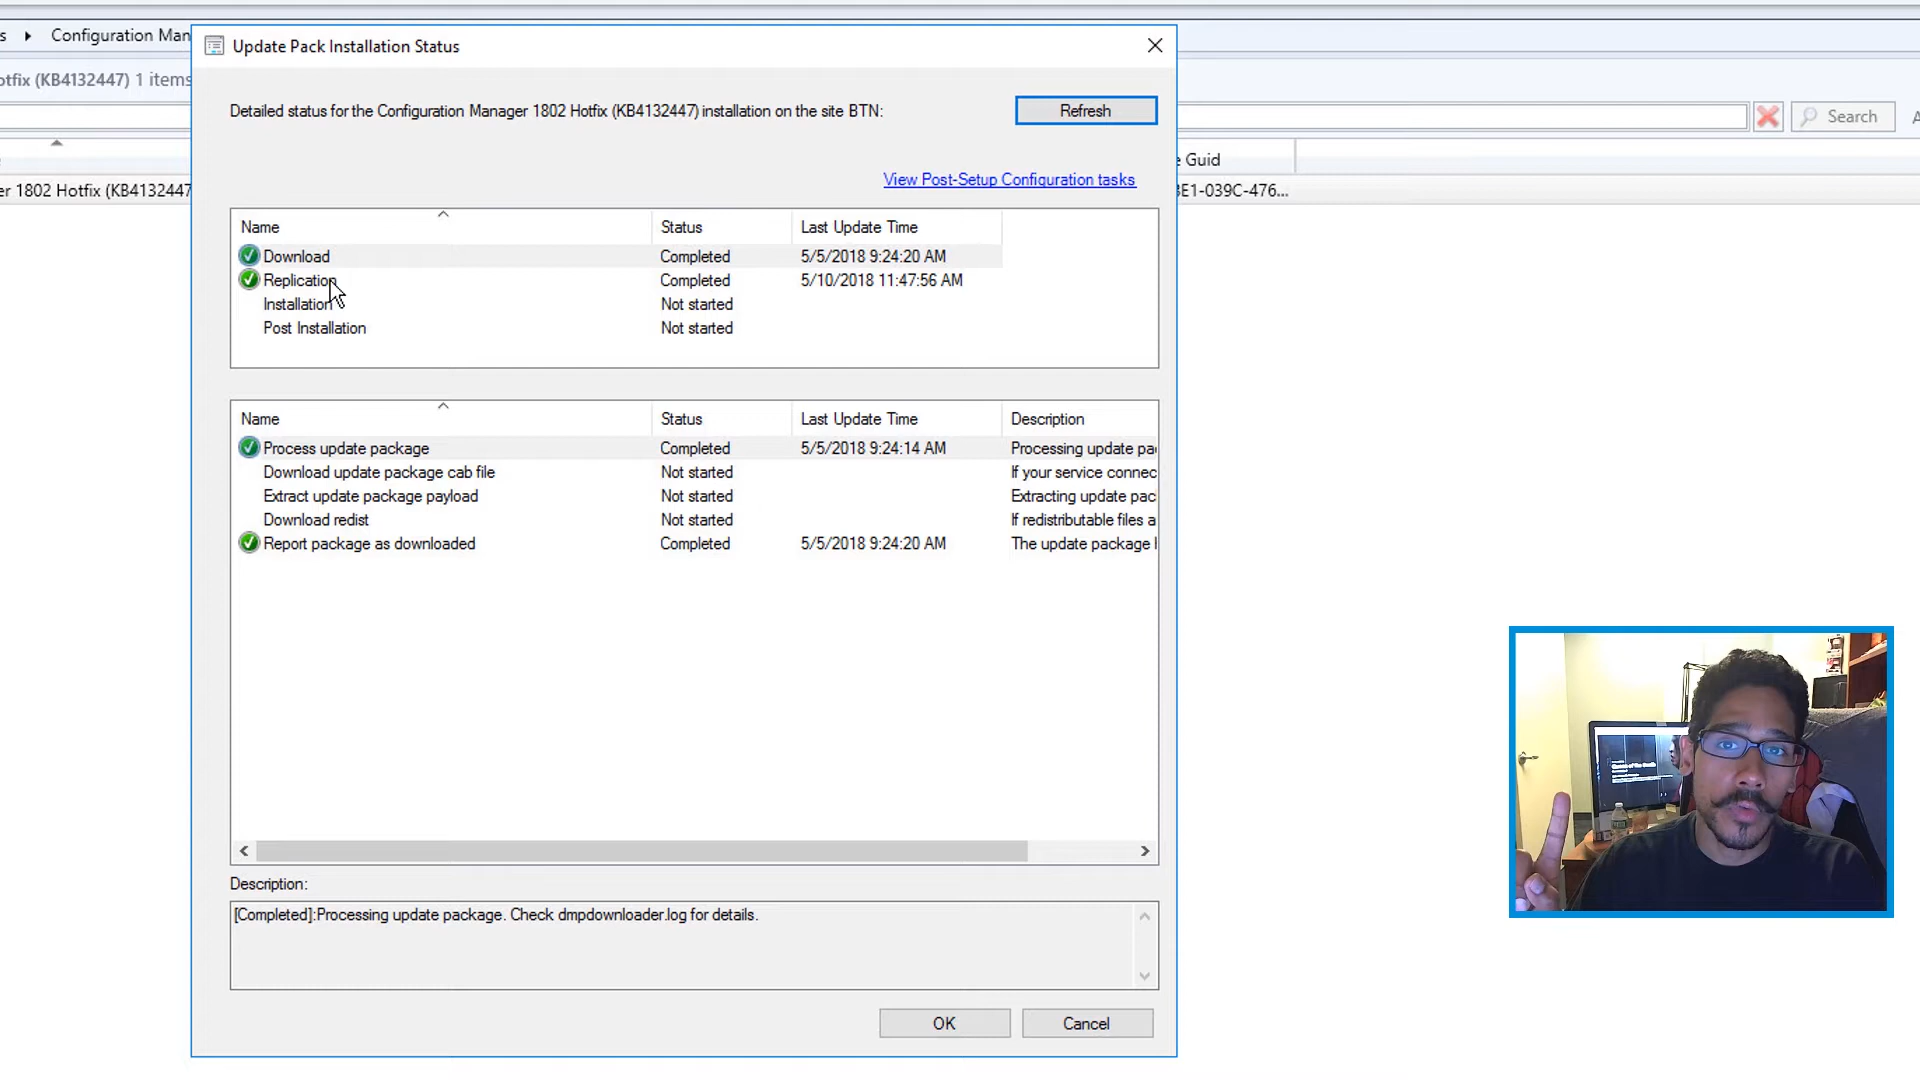 s ▸ Configuration Man
Update Pack Installation Status
otfix (KB4132447) 1 items
Detailed status for the Configuration Manager 1802 Hotfix (KB4132447) installation on the site BTN:
Refresh
Search
A
e Guid
View Post-Setup Configuration tasks
er 1802 Hotfix (KB4132447
3E1-039C-476...
Name Status Last Update Time
Download Completed 5/5/2018 9:24:20 AM
Replication Completed 5/10/2018 11:47:56 AM
Installation Not started
Post Installation Not started
Name Status Last Update Time Description
Process update package Completed 5/5/2018 9:24:14 AM Processing update pa
Download update package cab file Not started If your service connec
Extract update package payload Not started Extracting update pac
Download redist Not started If redistributable files a
Report package as downloaded Completed 5/5/2018 9:24:20 AM The update package
Description:
[Completed]:Processing update package. Check dmpdownloader.log for details.
OK Cancel